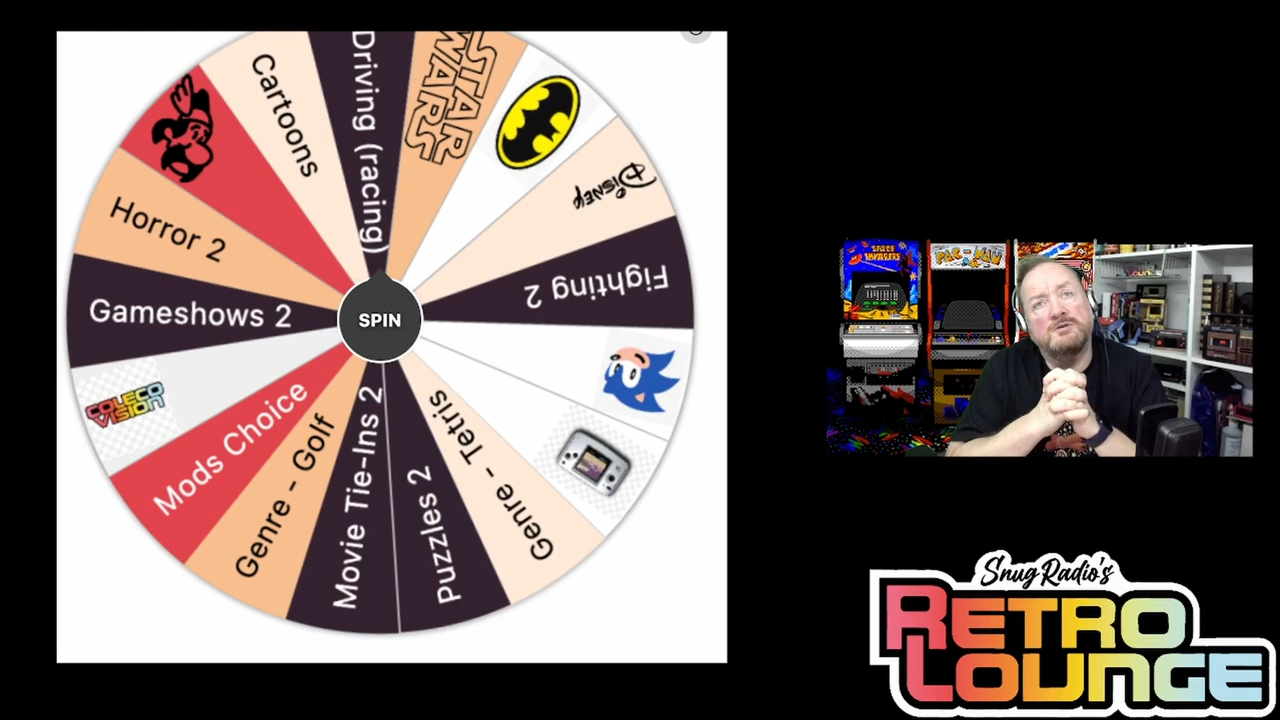 Driving (racing)
STAR
WARS
Disney
Fighting 2
Genre - Tetris
Puzzles 2
Movie Tie-Ins 2
Genre - Golf
Mods Choice
COLECO
VISION
Gameshows 2
Horror 2
Cartoons
SPIN
SPACE
INVADERS
PAC-MAN
Snug Radio's
RETRO
LOUNGE